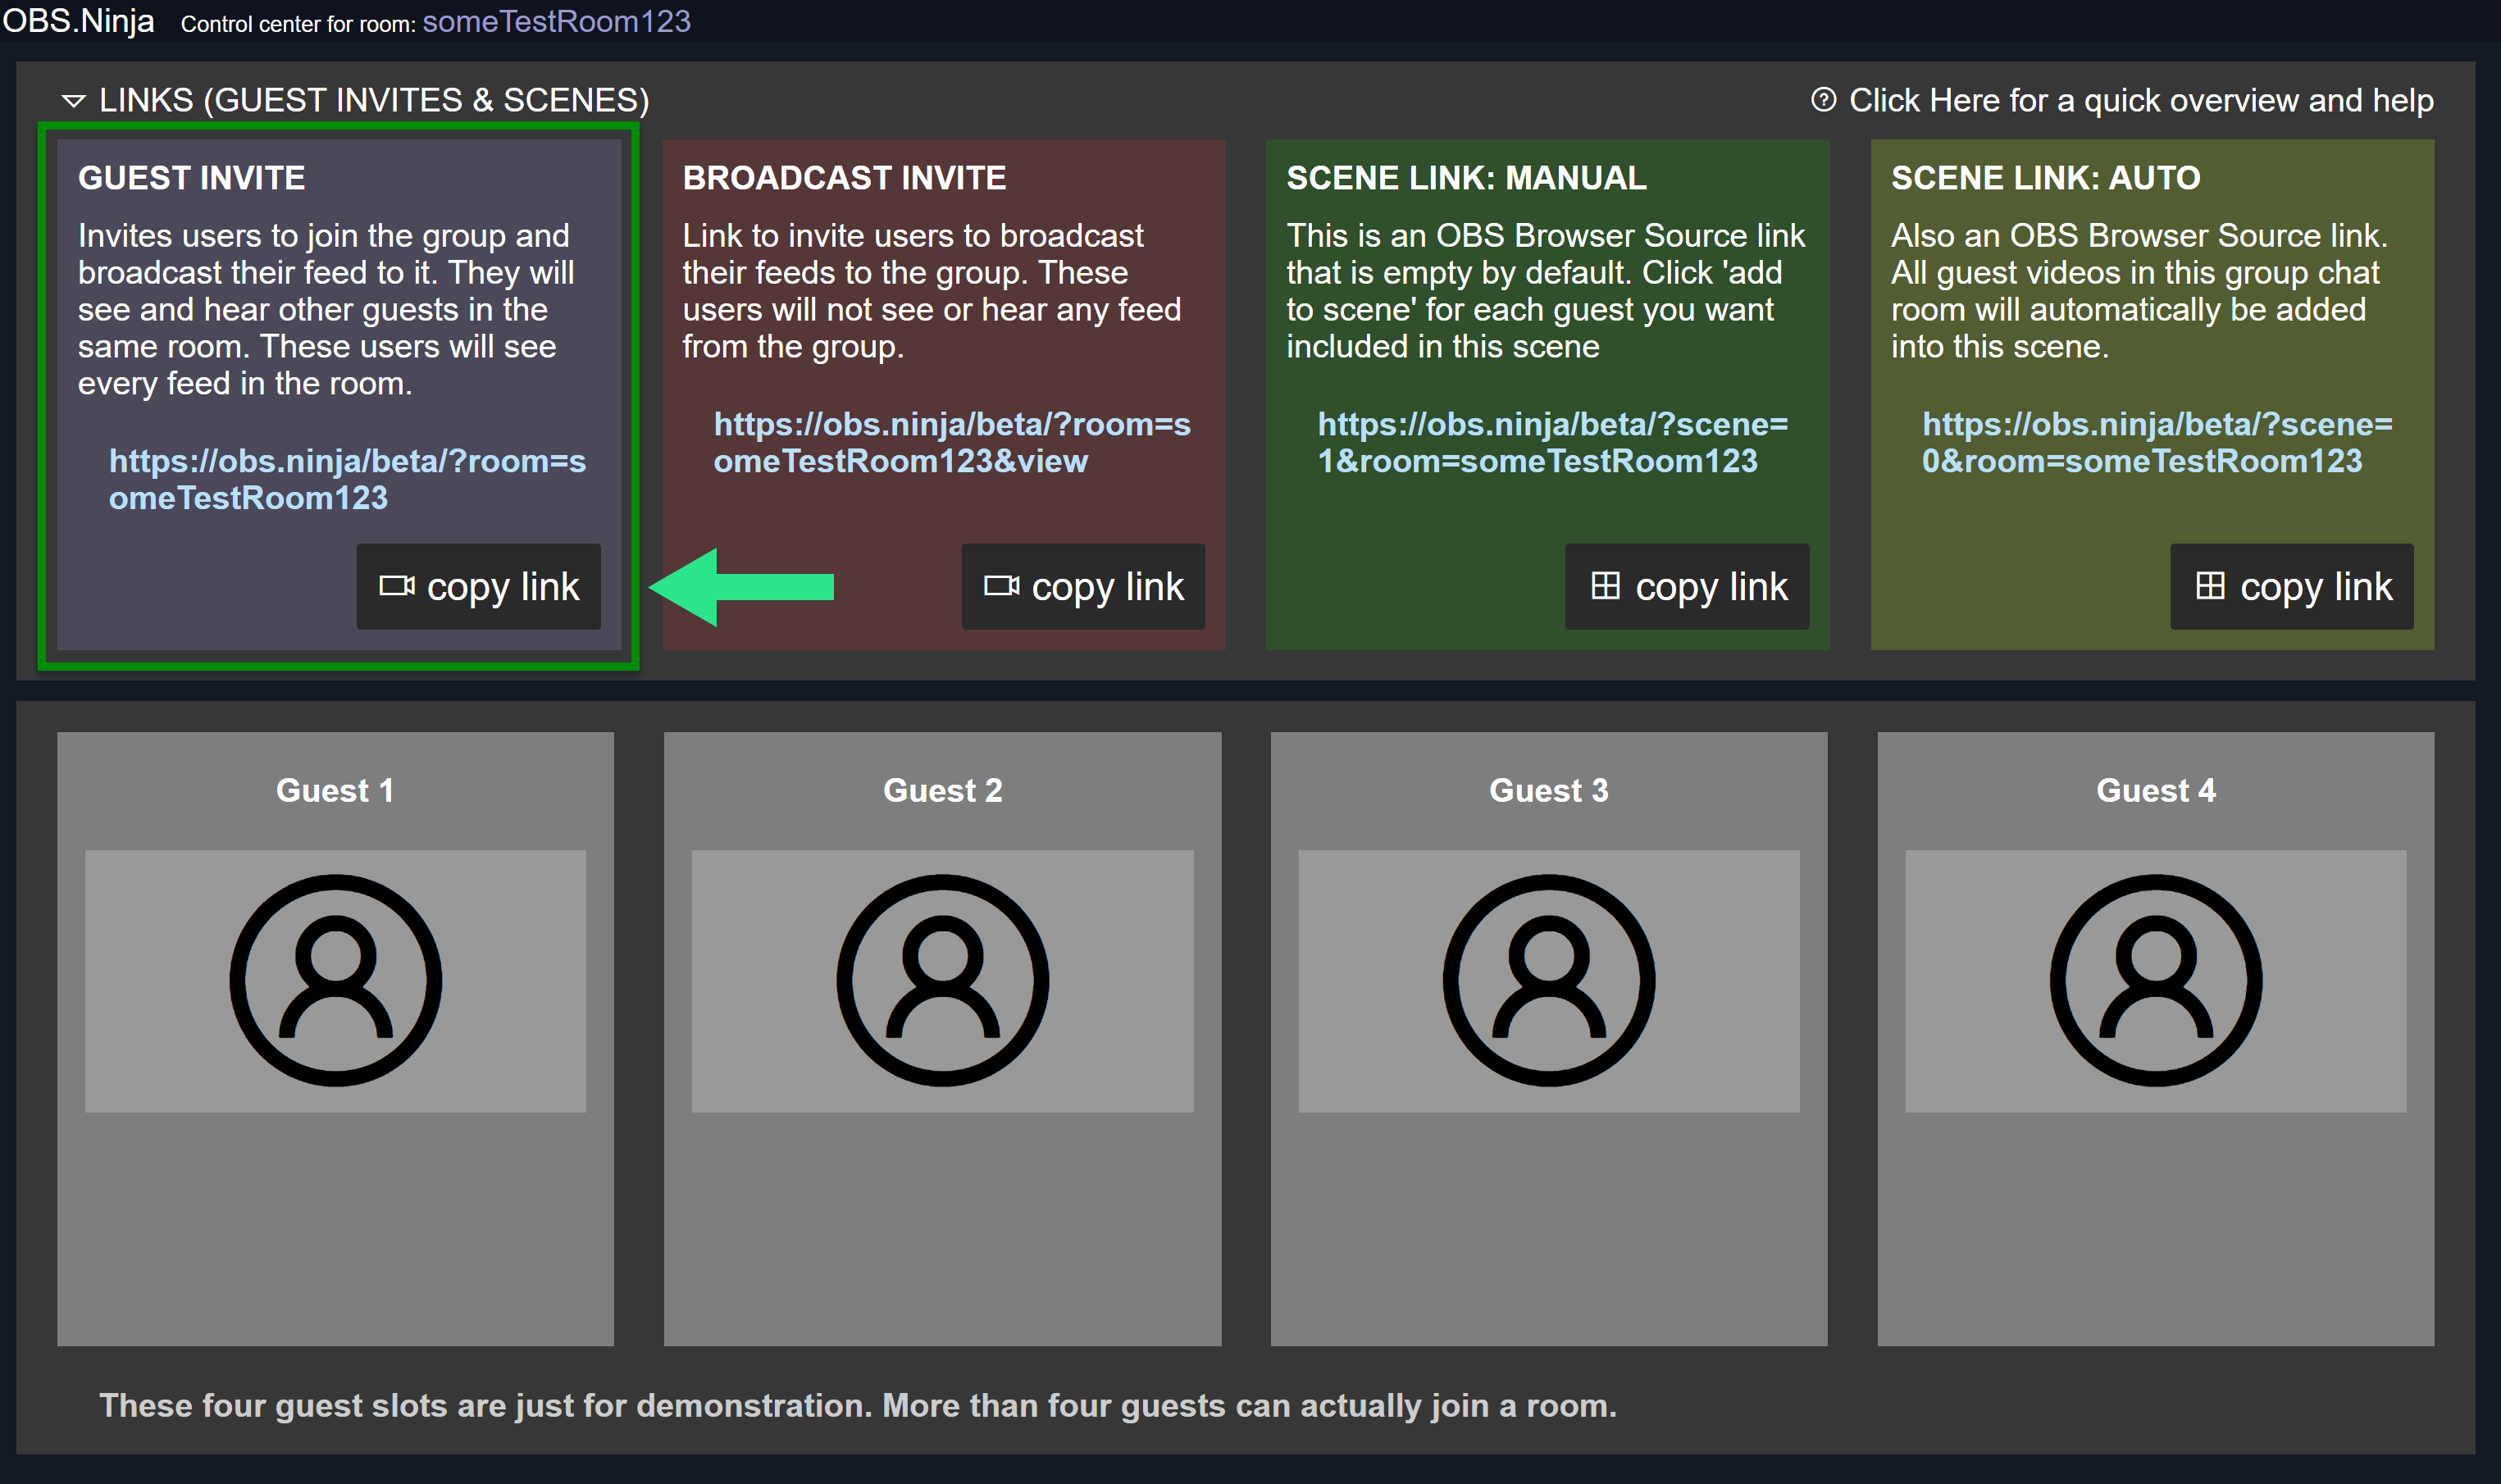 OBS.Ninja Control center for room: someTestRoom123
LINKS (GUEST INVITES & SCENES)
Click Here for a quick overview and help
GUEST INVITE
Invites users to join the group and
broadcast their feed to it. They will
see and hear other guests in the
same room. These users will see
every feed in the room.
https://obs.ninja/beta/?room=s
omeTestRoom123
copy link
BROADCAST INVITE
Link to invite users to broadcast
their feeds to the group. These
users will not see or hear any feed
from the group.
https://obs.ninja/beta/?room=s
omeTestRoom123&view
copy link
SCENE LINK: MANUAL
This is an OBS Browser Source link
that is empty by default. Click 'add
to scene' for each guest you want
included in this scene
https://obs.ninja/beta/?scene=
1&room=someTestRoom123
copy link
SCENE LINK: AUTO
Also an OBS Browser Source link.
All guest videos in this group chat
room will automatically be added
into this scene.
https://obs.ninja/beta/?scene=
0&room=someTestRoom123
copy link
Guest 1
Guest 2
Guest 3
Guest 4
These four guest slots are just for demonstration. More than four guests can actually join a room.